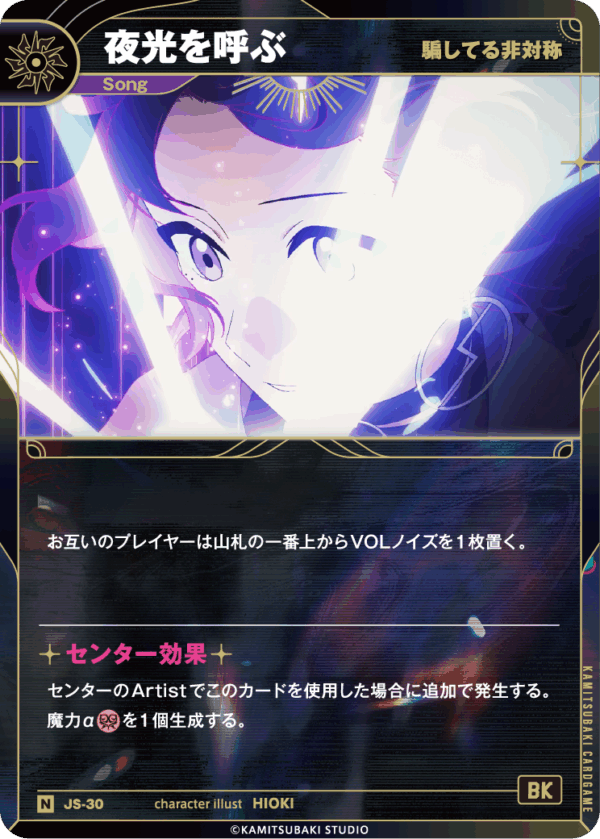 夜光を呼ぶ
騙してる非対称
Song
お互いのプレイヤーは山札の一番上からVOLノイズを1枚置く。
センター効果
センターのArtistでこのカードを使用した場合に追加で発生する。
魔力αを1個生成する。
BK
N JS-30 character illust HIOKI
KAMITSUBAKI CARDGAME
©KAMITSUBAKI STUDIO